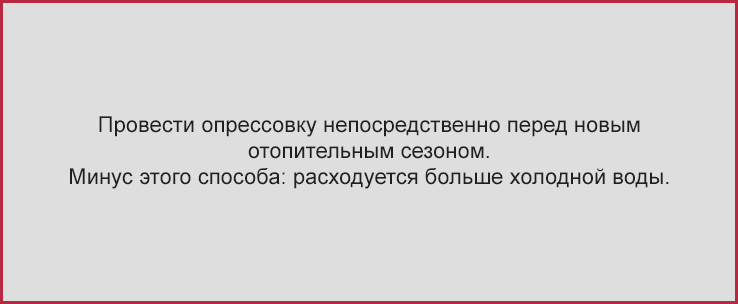 Провести опрессовку непосредственно перед новым
отопительным сезоном.
Минус этого способа: расходуется больше холодной воды.